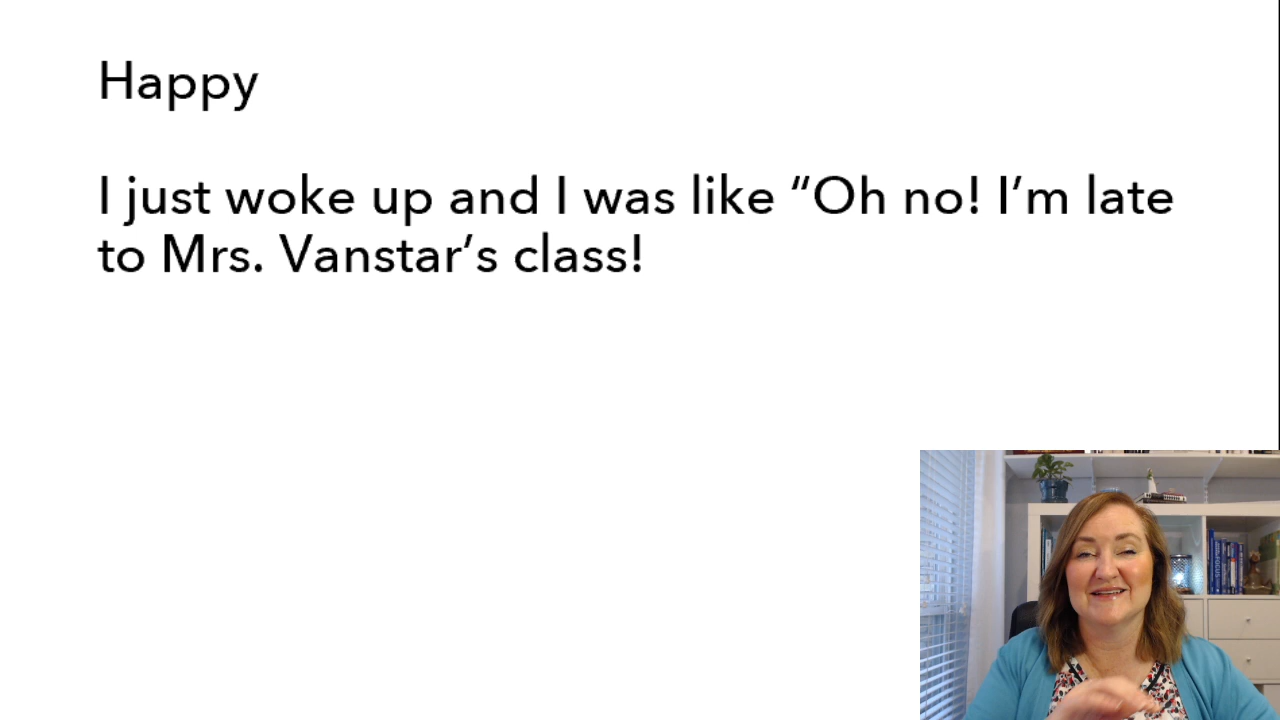 Happy
I just woke up and I was like “Oh no! I’m late
to Mrs. Vanstar’s class!